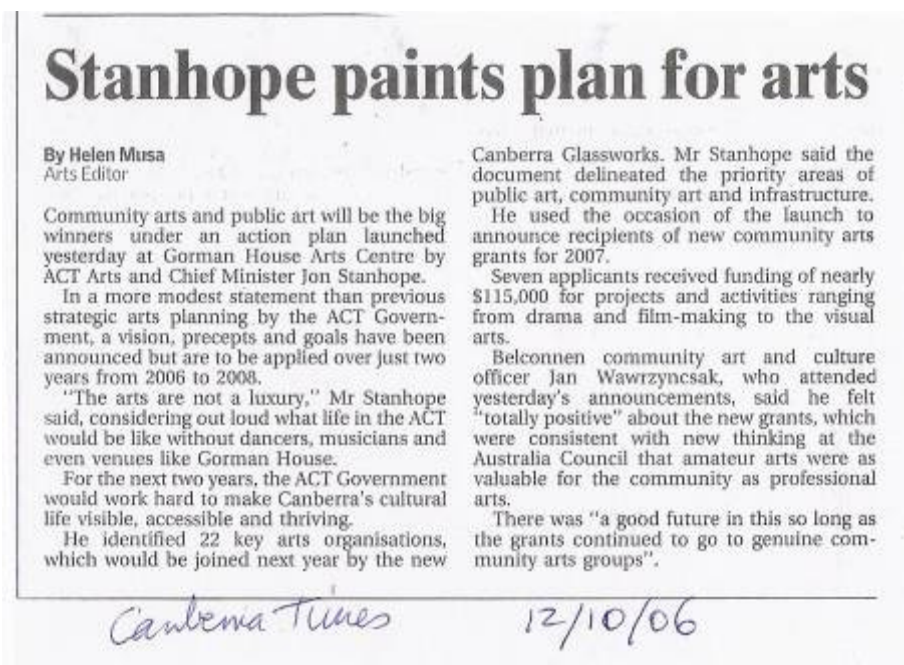 Stanhope paints plan for arts
By Helen Musa
Arts Editor
Community arts and public art will be the big
winners under an action plan launched
yesterday at Gorman House Arts Centre by
ACT Arts and Chief Minister Jon Stanhope.
In a more modest statement than previous
strategic arts planning by the ACT Govern-
ment, a vision, precepts and goals have been
announced but are to be applied over just two
years from 2006 to 2008.
"The arts are not a luxury," Mr Stanhope
said, considering out loud what life in the ACT
would be like without dancers, musicians and
even venues like Gorman House.
For the next two years, the ACT Government
would work hard to make Canberra's cultural
life visible, accessible and thriving.
He identified 22 key arts organisations,
which would be joined next year by the new
Canberra Glassworks. Mr Stanhope said the
document delineated the priority areas of
public art, community art and infrastructure.
He used the occasion of the launch to
announce recipients of new community arts
grants for 2007.
Seven applicants received funding of nearly
$115,000 for projects and activities ranging
from drama and film-making to the visual
arts.
Belconnen community art and culture
officer Jan Wawrzyncsak, who attended
yesterday's announcements, said he felt
"totally positive" about the new grants, which
were consistent with new thinking at the
Australia Council that amateur arts were as
valuable for the community as professional
arts.
There was "a good future in this so long as
the grants continued to go to genuine com-
munity arts groups".
Canberra Times 12/10/06